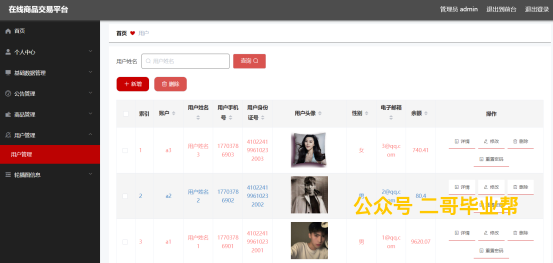 在线商品交易平台
管理员 admin 退出到前台 退出登录
首页
个人中心
基础数据管理
公告管理
商品管理
用户管理
用户管理
轮播图信息
首页 用户
用户姓名 用户姓名 查询
+ 新增 删除
索引 账户 用户姓名 用户手机号 用户身份证号 用户头像 性别 电子邮箱 余额 操作
1 a3 用户姓名3 17703786903 410224199610232003 女 3@qq.com 740.41 详情 修改 删除
重置密码
2 a2 用户姓名2 17703786902 410224199610232002 详情 修改 删除
重置密码
3 a1 用户姓名1 17703786901 410224199610232001 1@qq.com 9620.07 详情 修改 删除
重置密码
公众号 二哥毕业帮